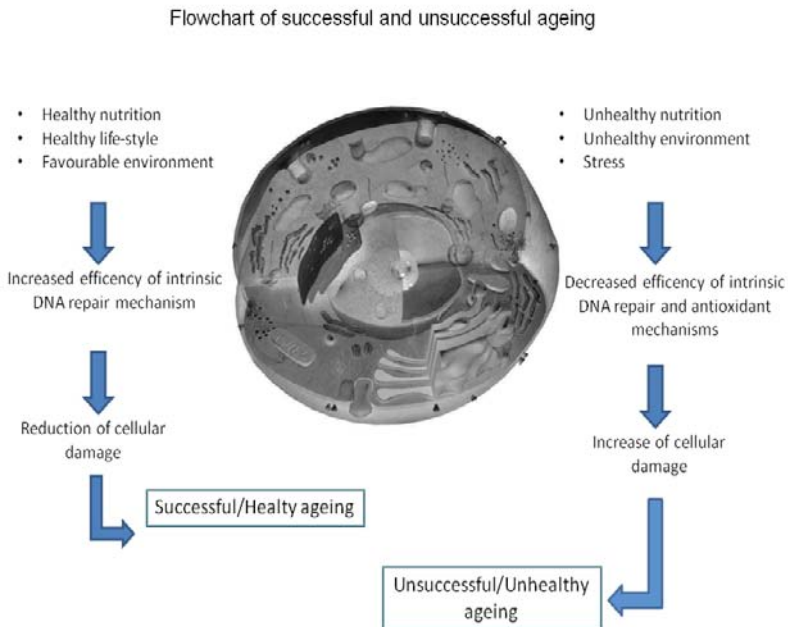 Flowchart of successful and unsuccessful ageing
• Healthy nutrition
• Healthy life-style
• Favourable environment
Increased efficency of intrinsic
DNA repair mechanism
Reduction of cellular
damage
Successful/Healty ageing
• Unhealthy nutrition
• Unhealthy environment
• Stress
Decreased efficency of intrinsic
DNA repair and antioxidant
mechanisms
Increase of cellular
damage
Unsuccessful/Unhealthy
ageing